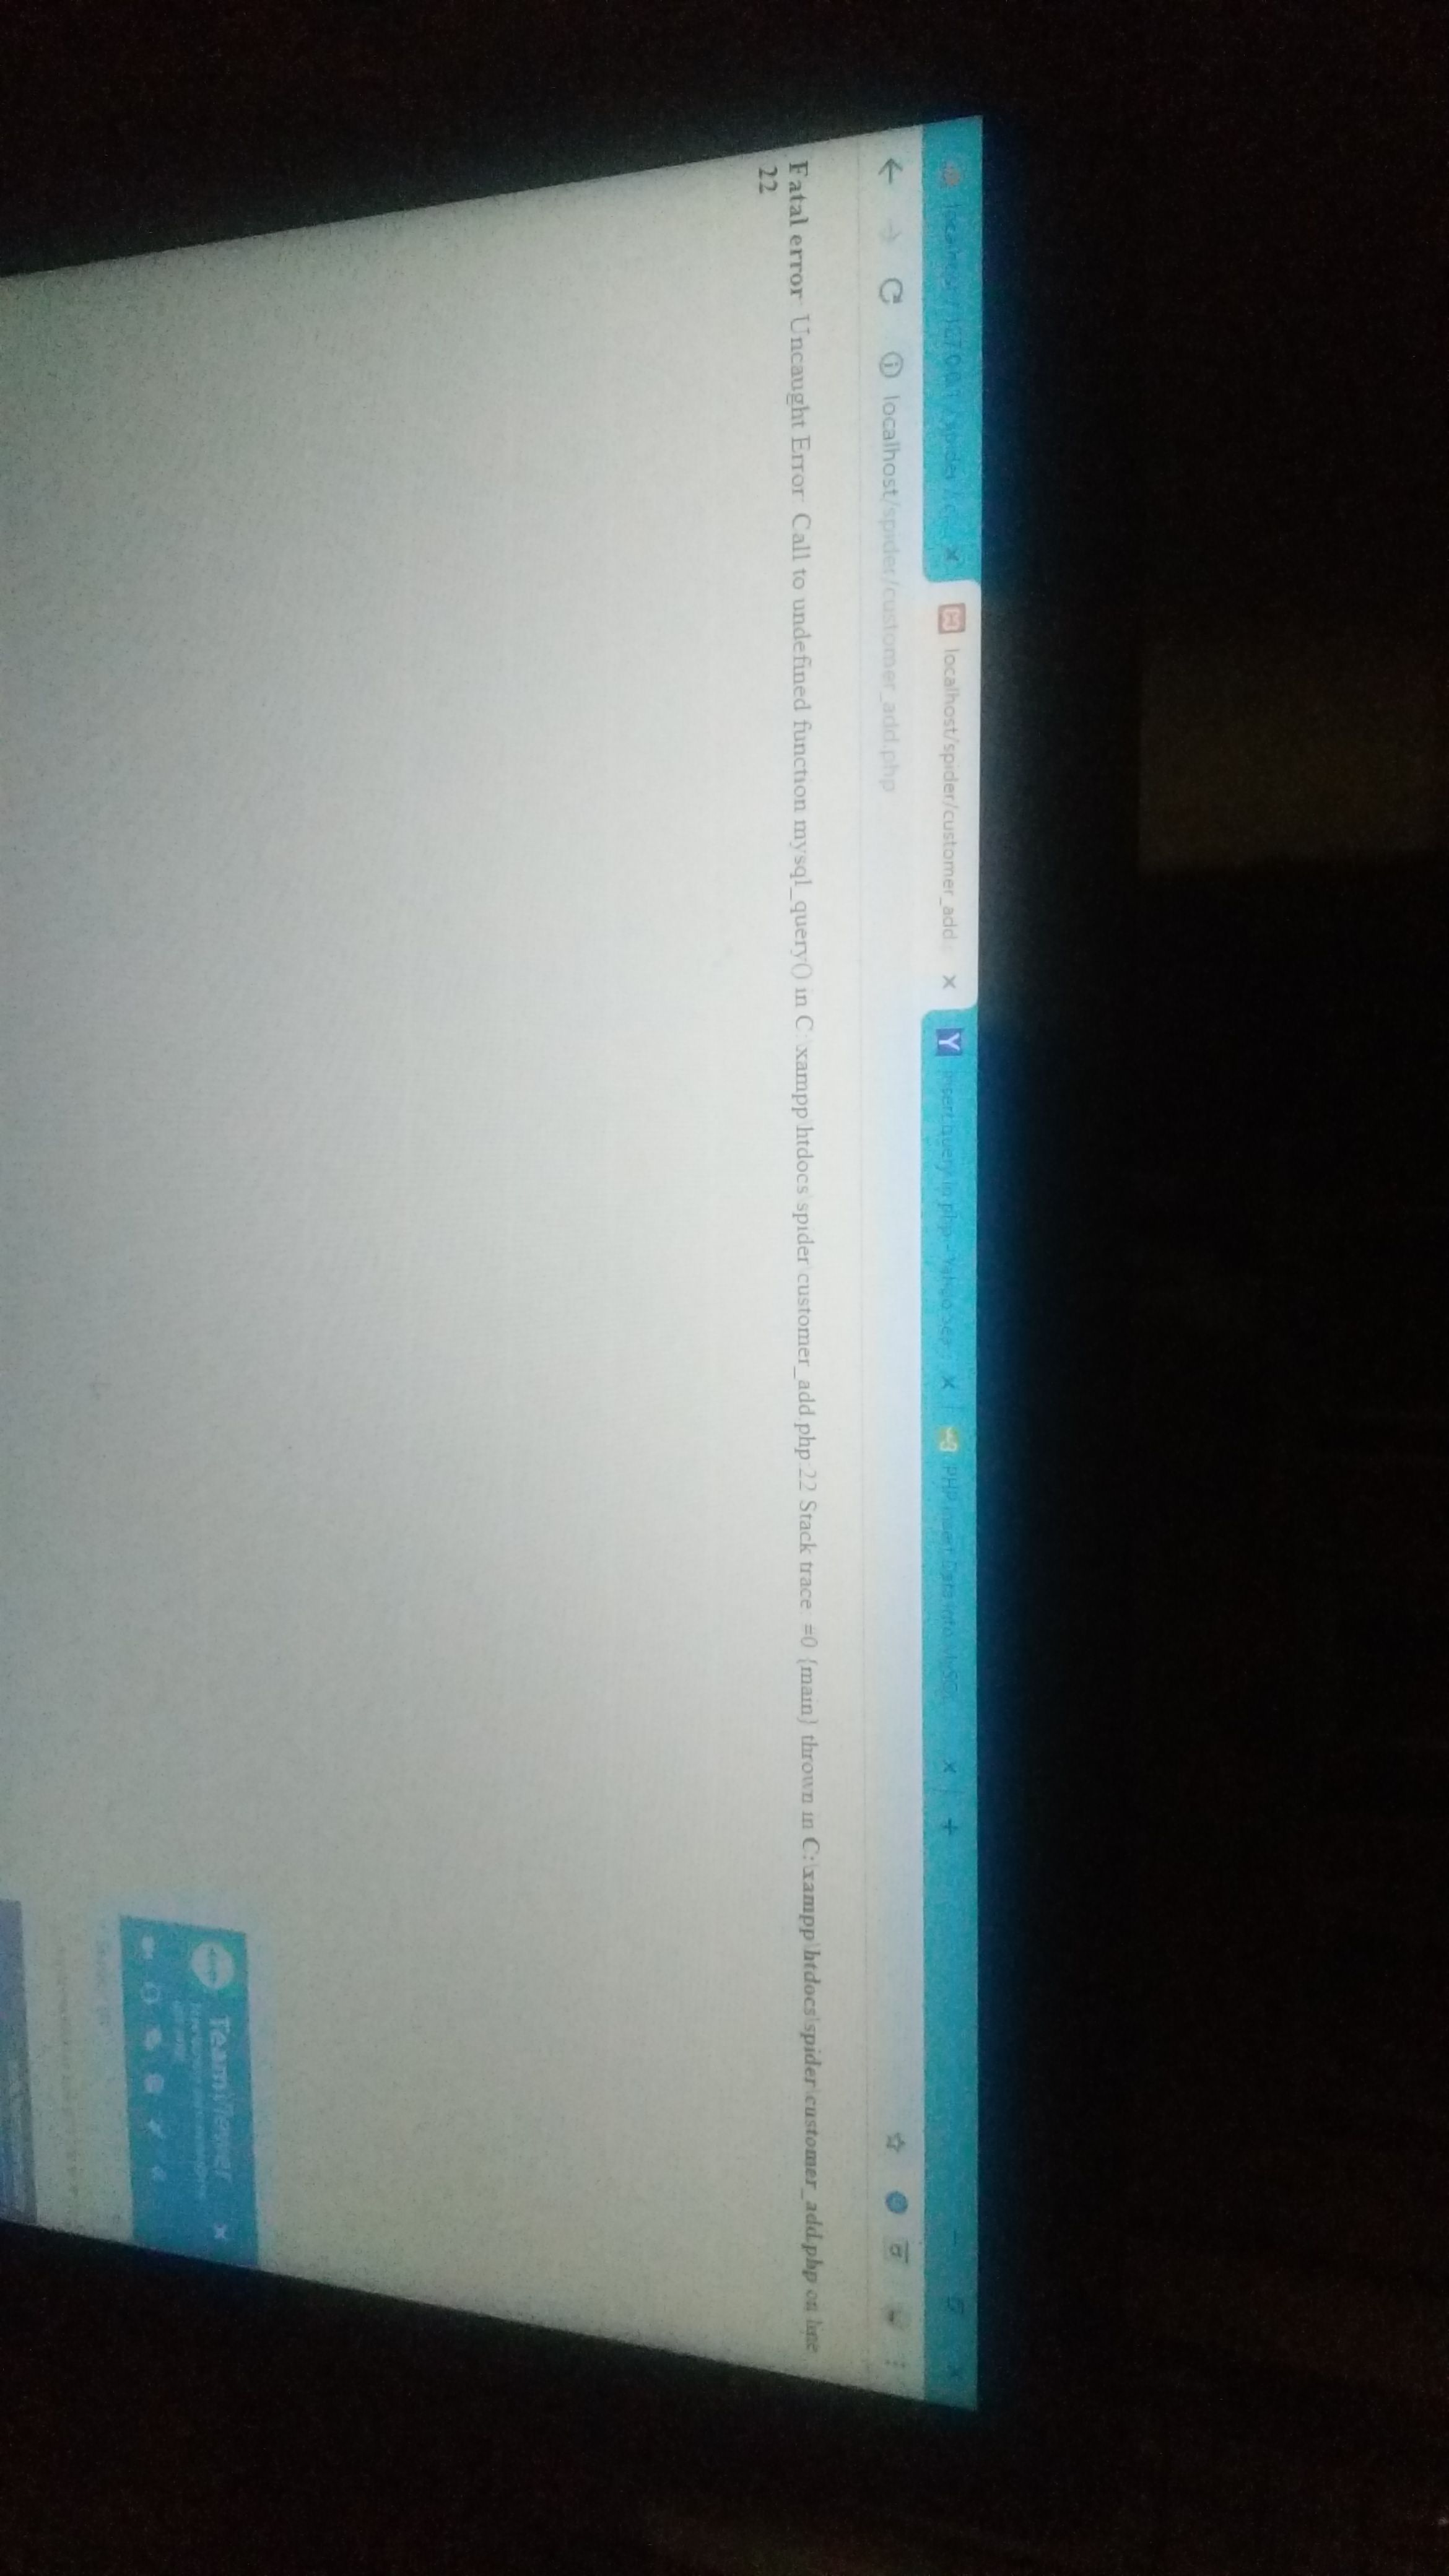 localhost/spider/customer_add
localhost/spider/customer_add.php
Fatal error: Uncaught Error: Call to undefined function mysql_query() in C:\xampp\htdocs\spider\customer_add.php:22 Stack trace: #0 {main} thrown in C:\xampp\htdocs\spider\customer_add.php on line
22
TeamViewer